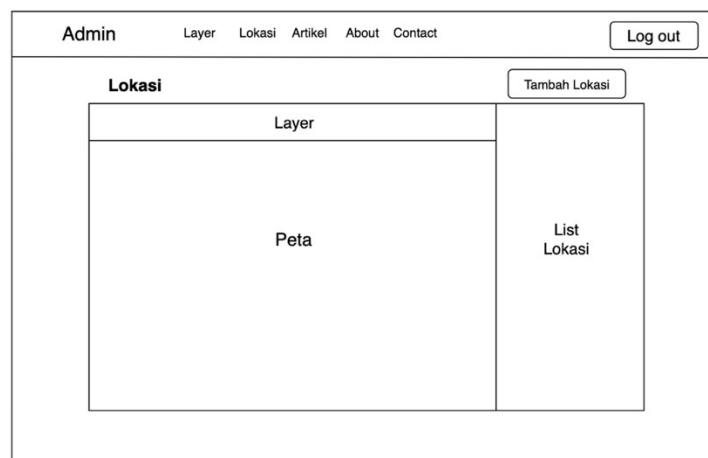 Admin Layer Lokasi Artikel About Contact Log out
Lokasi Tambah Lokasi
Layer
Peta
List
Lokasi